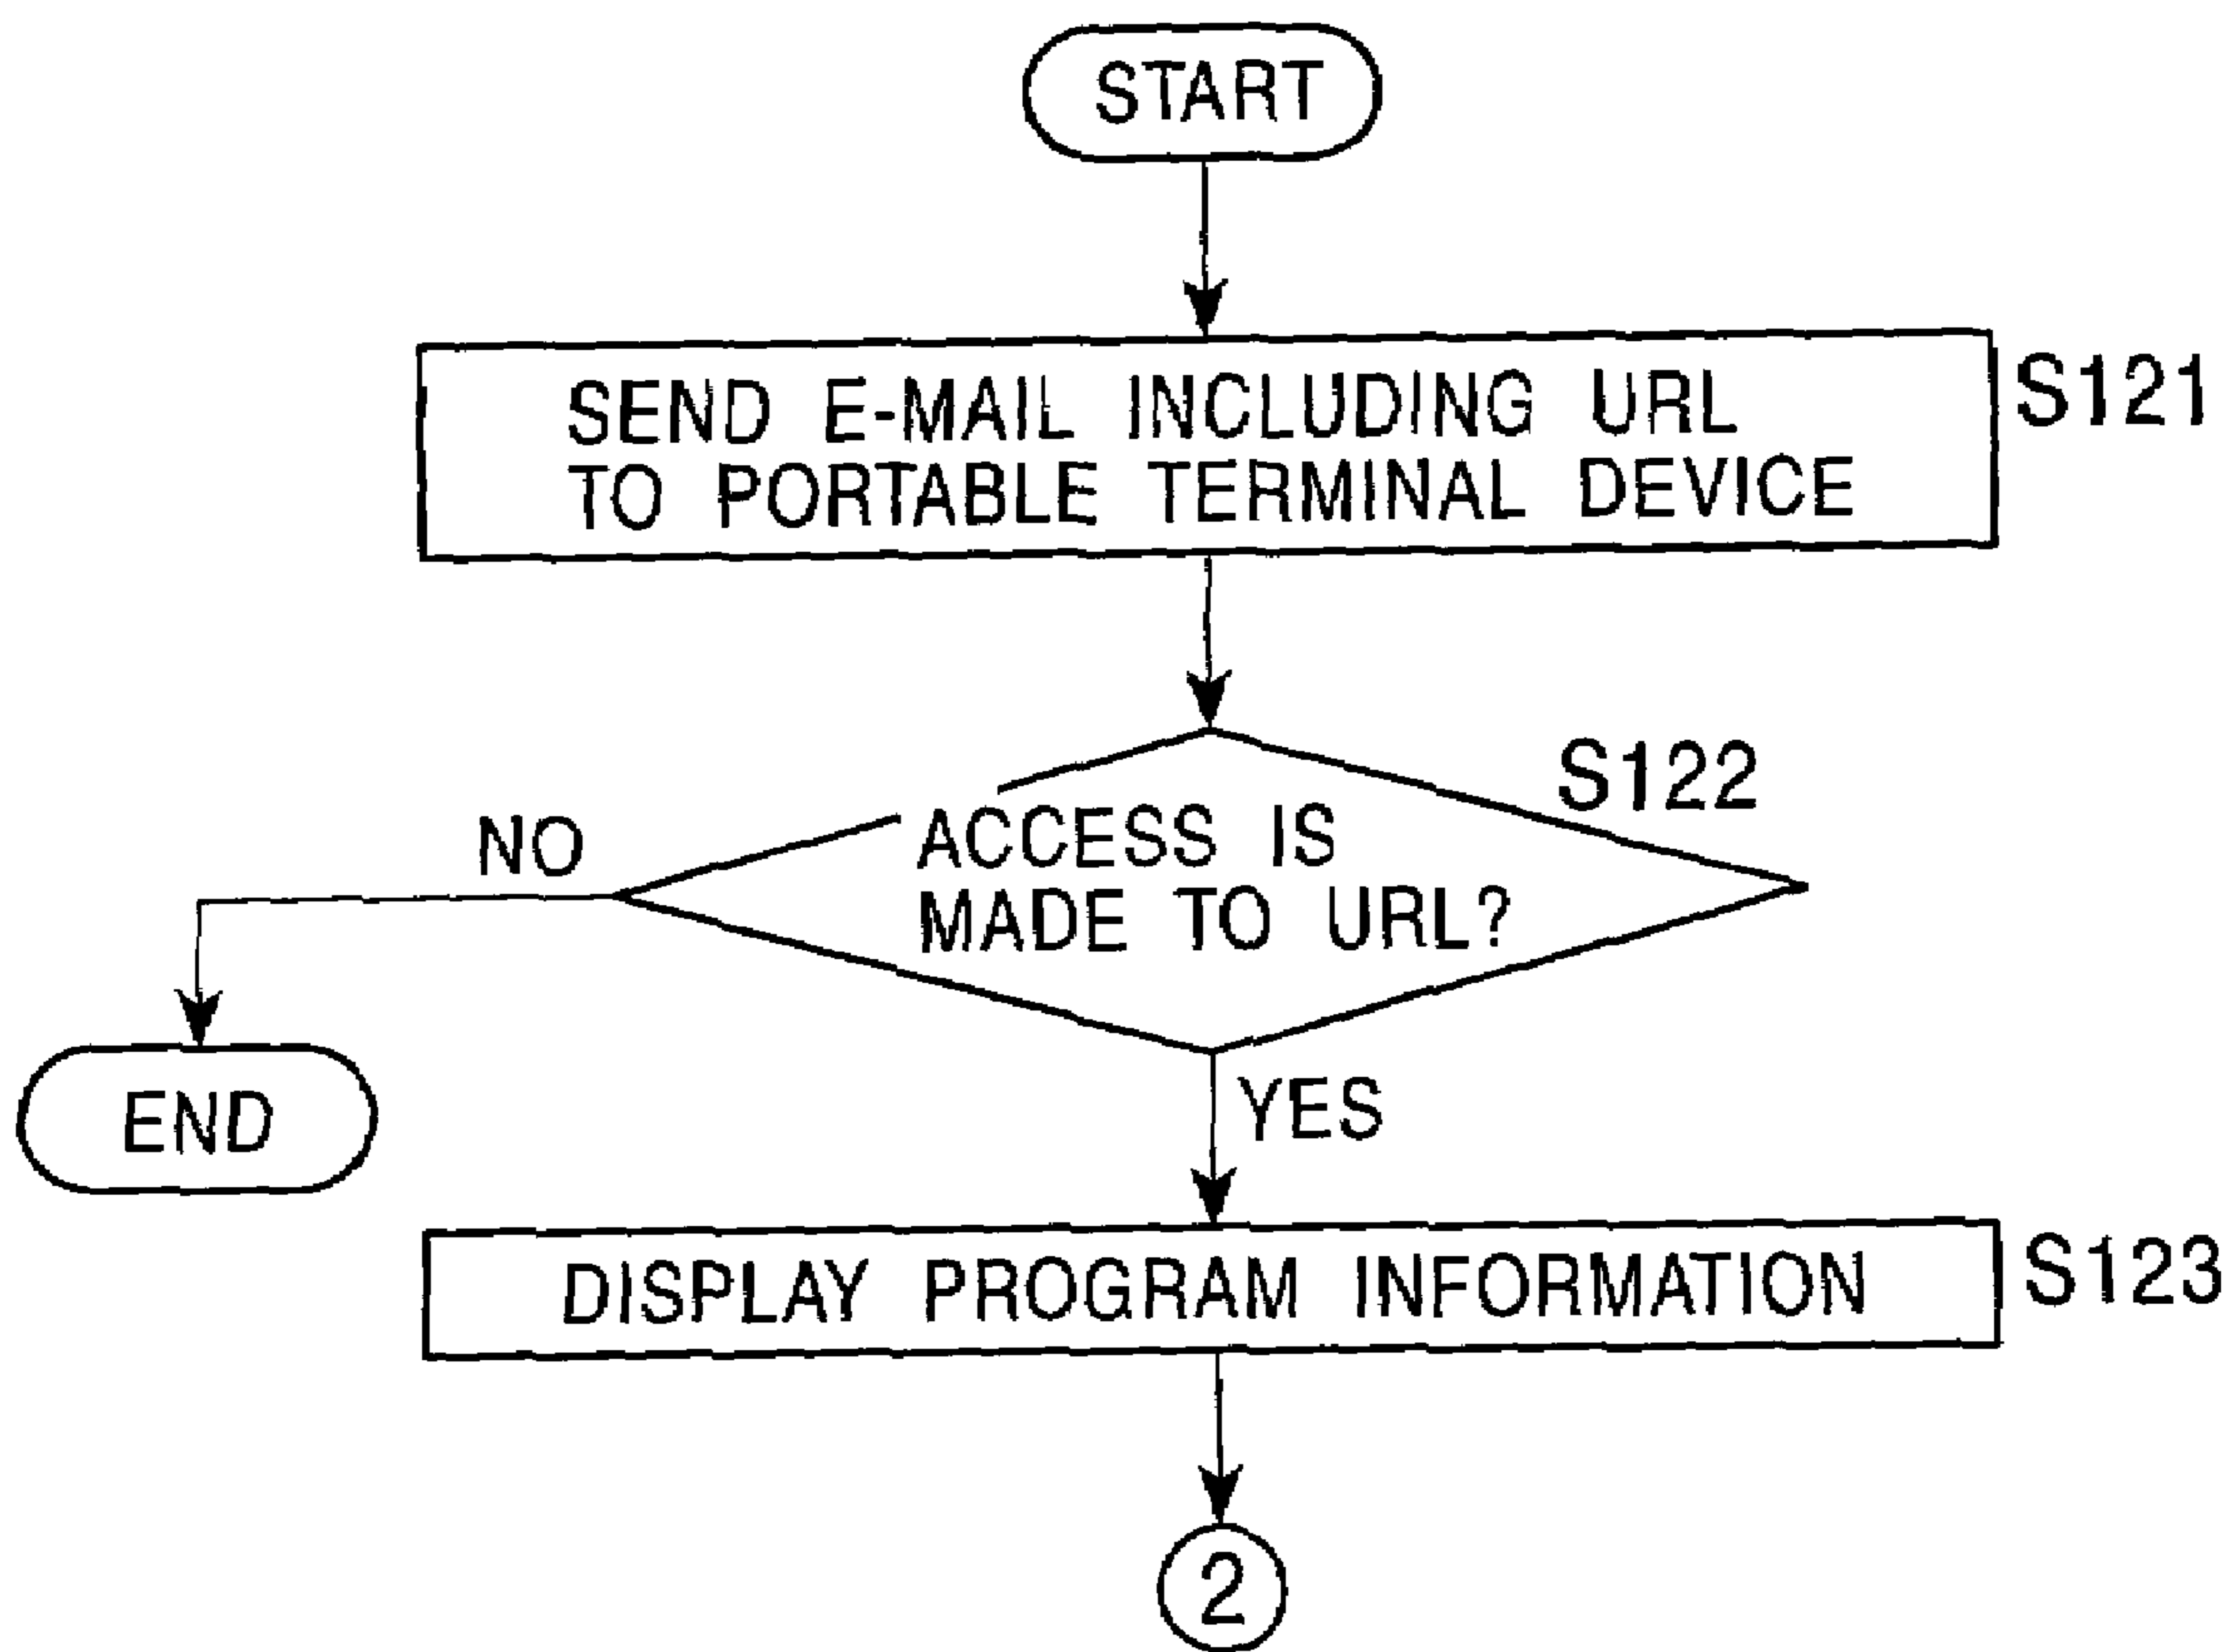 START
SEND E-MAIL INCLUDING URL
TO PORTABLE TERMINAL DEVICE
S121
S122
ACCESS IS
MADE TO URL?
NO
END
YES
DISPLAY PROGRAM INFORMATION
S123
2